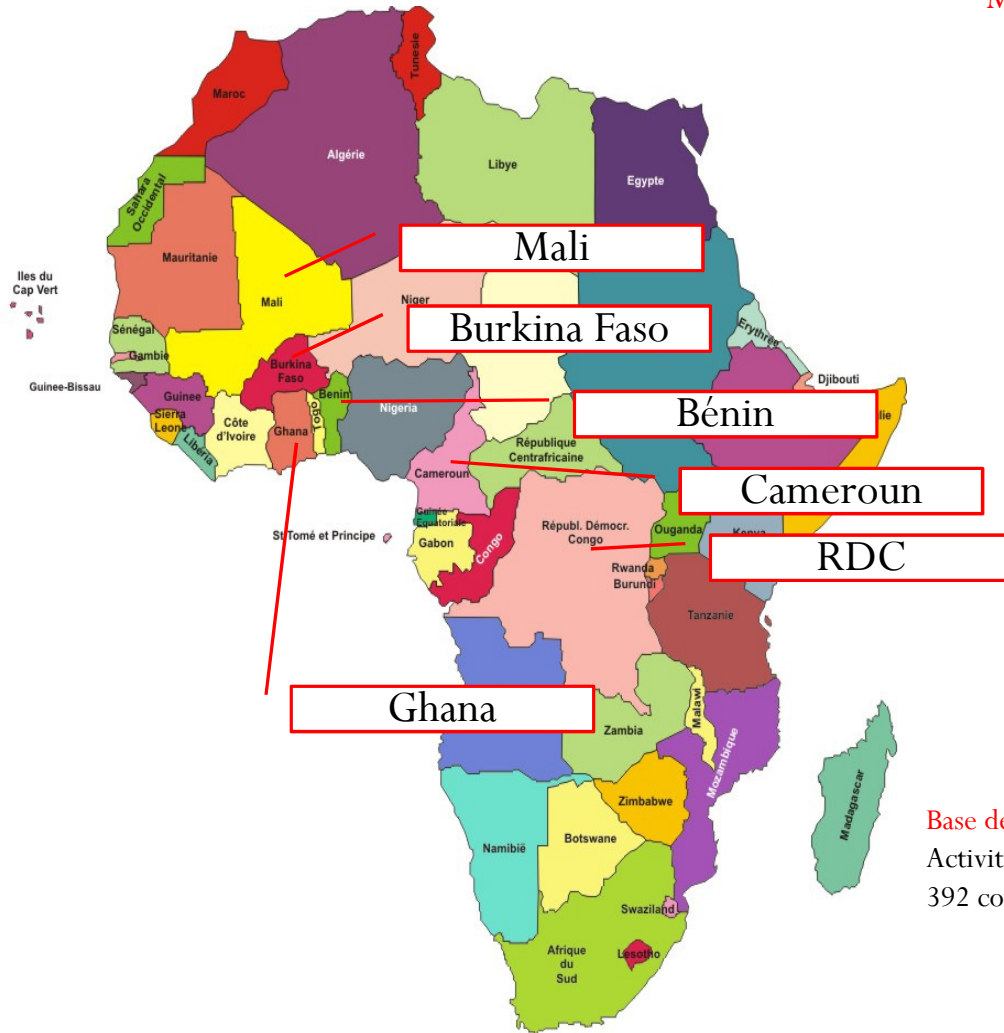 M
Tunesie
Maroc
Algérie
Libye
Egypte
Sahara
Occidental
Mauritanie
Mali
Iles du
Cap Vert
Mali
Niger
Burkina Faso
Erythrée
Sénégal
Gambie
Burkina
Faso
Djibouti
Guinee-Bissau
Guinee
Benin
Togo
Nigeria
Bénin
lie
Sierra
Leone
Côte
d'Ivoire
Ghana
Libéria
République
Centrafricaine
Cameroun
Cameroun
Guinée
Equatoriale
St Tomé et Principe
Gabon
Congo
Républ. Démocr.
Congo
Ouganda
Kenya
RDC
Rwanda
Burundi
Tanzanie
Ghana
Malawi
Zambia
Mozambique
Madagascar
Zimbabwe
Namibië
Botswane
Base de
Activit
392 co
Swaziland
Afrique
du
Sud
Lesotho